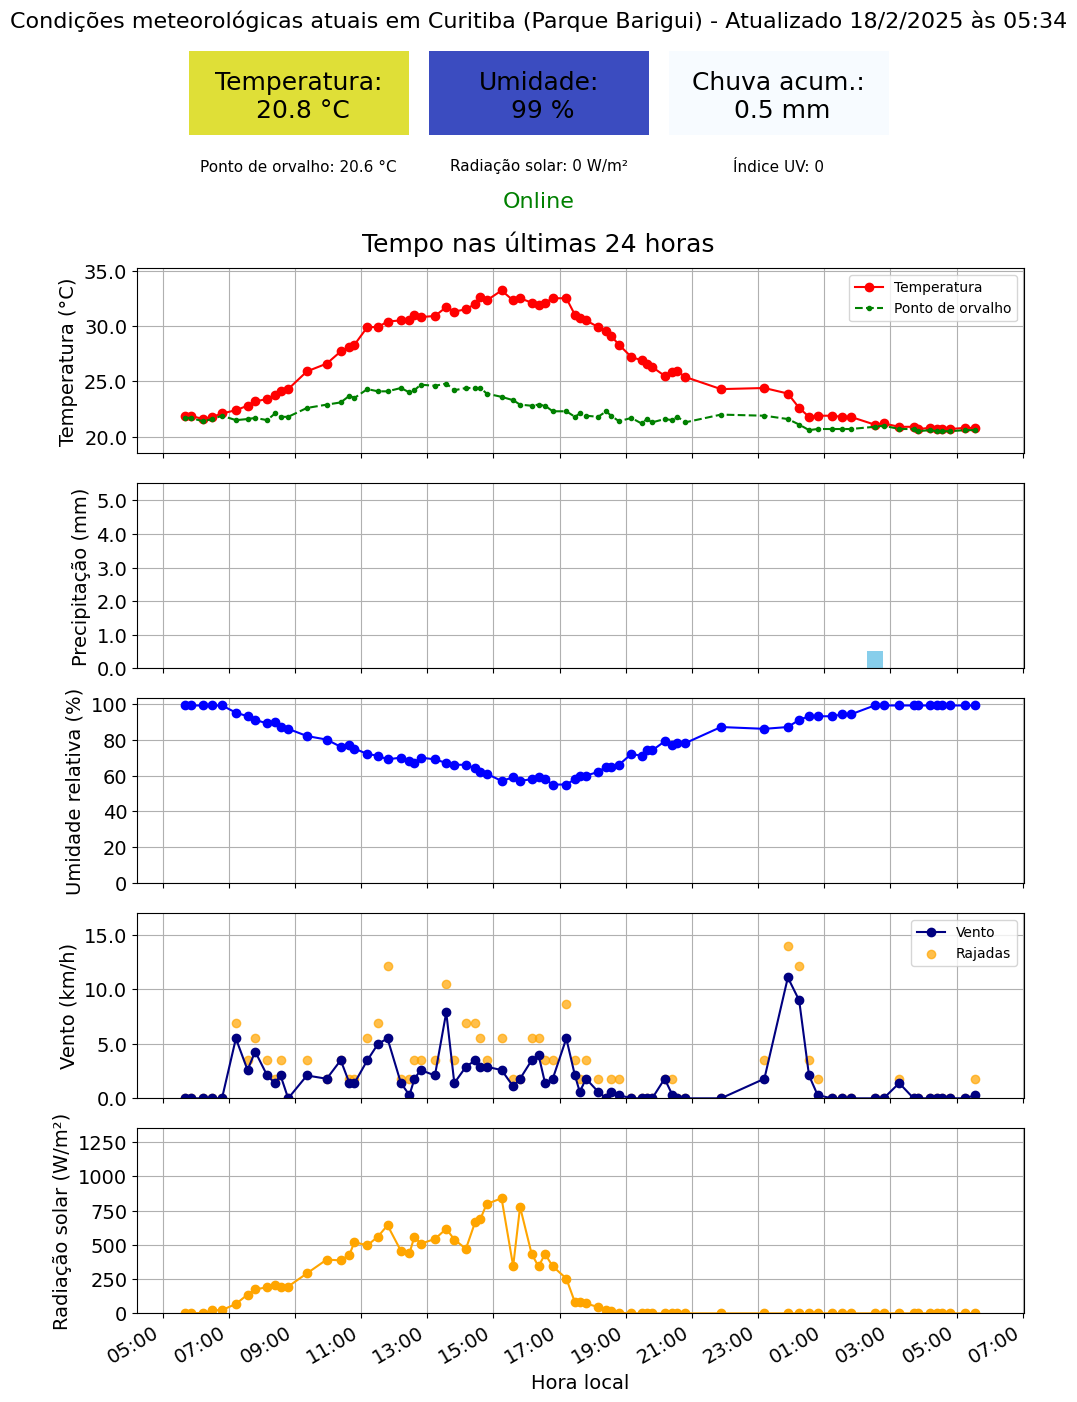 Condições meteorológicas atuais em Curitiba (Parque Barigui) - Atualizado 18/2/2025 às 05:34
Temperatura:
20.8 °C
Umidade:
99 %
Chuva acum.:
0.5 mm
Ponto de orvalho: 20.6 °C
Radiação solar: 0 W/m²
Índice UV: 0
Online
Tempo nas últimas 24 horas
Temperatura (°C)
35.0
30.0
25.0
20.0
Temperatura
Ponto de orvalho
Precipitação (mm)
5.0
4.0
3.0
2.0
1.0
0.0
Umidade relativa (%)
100
80
60
40
20
0
Vento (km/h)
15.0
10.0
5.0
0.0
Vento
Rajadas
Radiação solar (W/m²)
1250
1000
750
500
250
0
05:00 07:00 09:00 11:00 13:00 15:00 17:00 19:00 21:00 23:00 01:00 03:00 05:00 07:00
Hora local